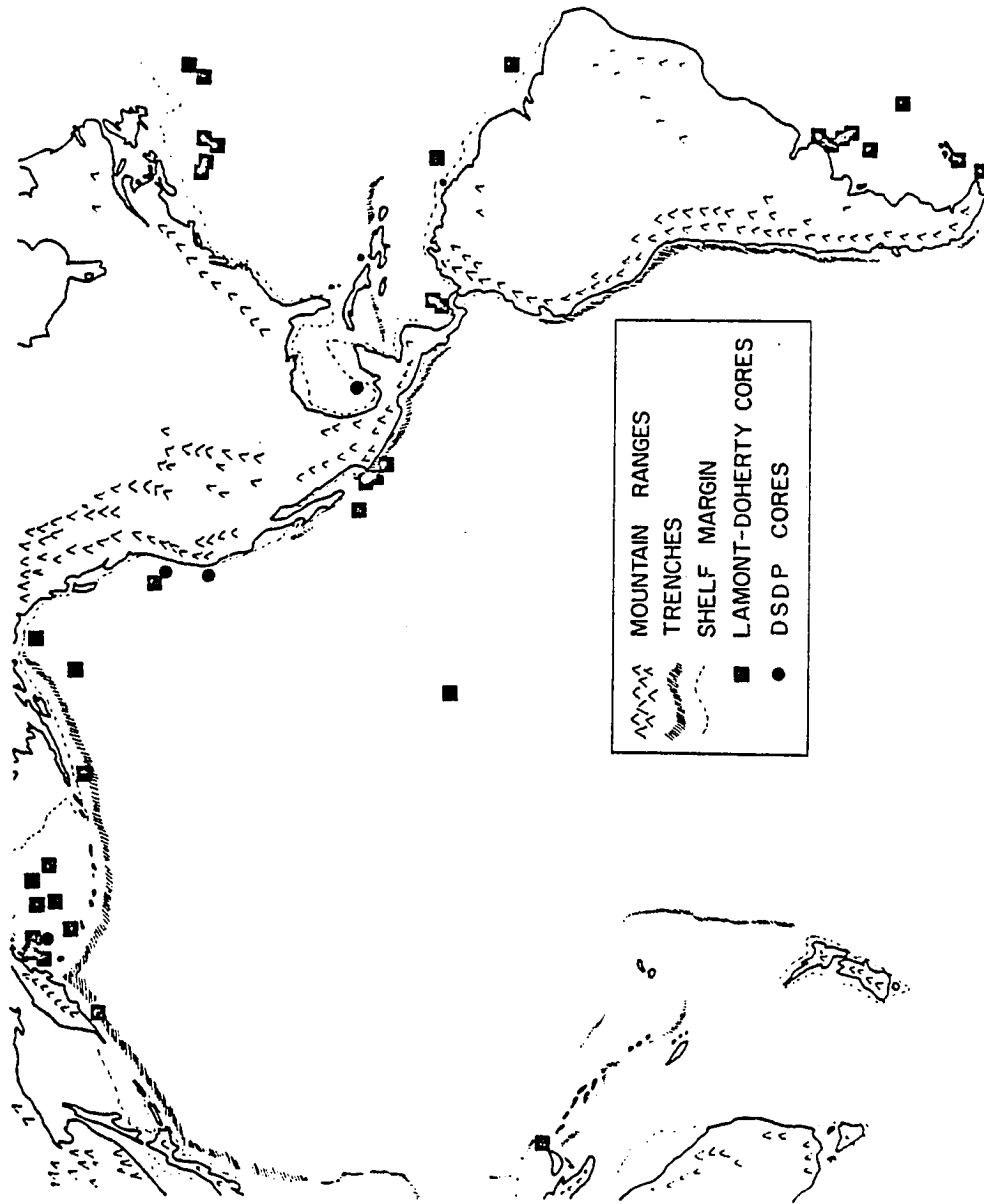 MOUNTAIN RANGES
TRENCHES
SHELF MARGIN
LAMONT-DOHERTY CORES
DSDP CORES